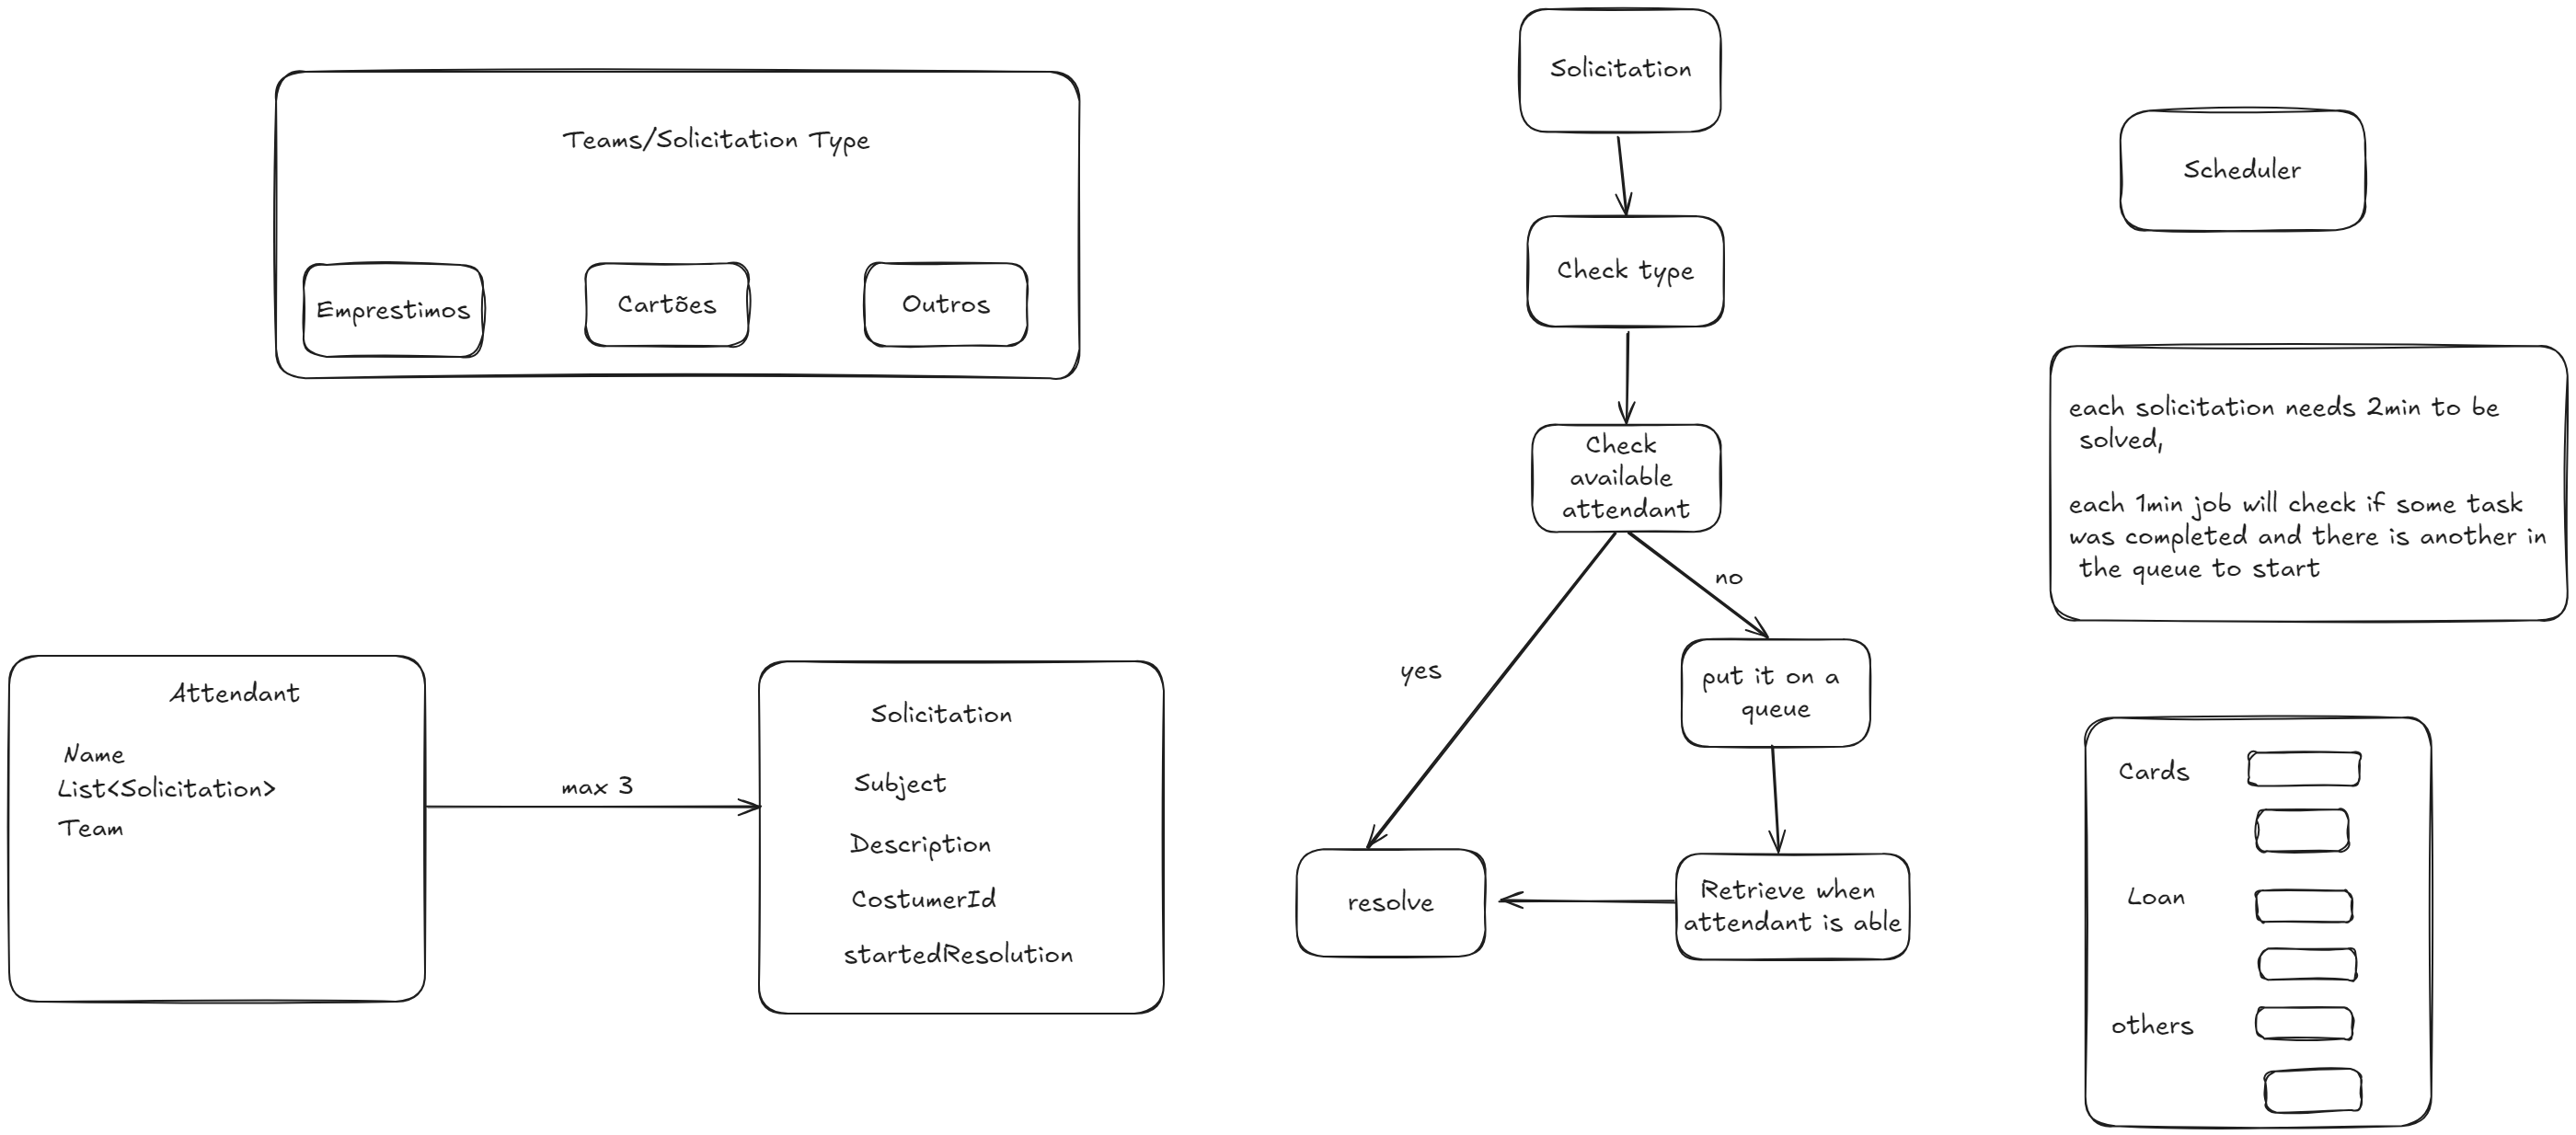 Teams/Solicitation Type
Emprestimos
Cartões
Outros
Attendant
Name
List<Solicitation>
Team
max 3
Solicitation
Subject
Description
CostumerId
startedResolution
Solicitation
Check type
Check
available
attendant
no
yes
put it on a
queue
resolve
Retrieve when
attendant is able
Scheduler
each solicitation needs 2min to be
solved,
each 1min job will check if some task
was completed and there is another in
the queue to start
Cards
Loan
others